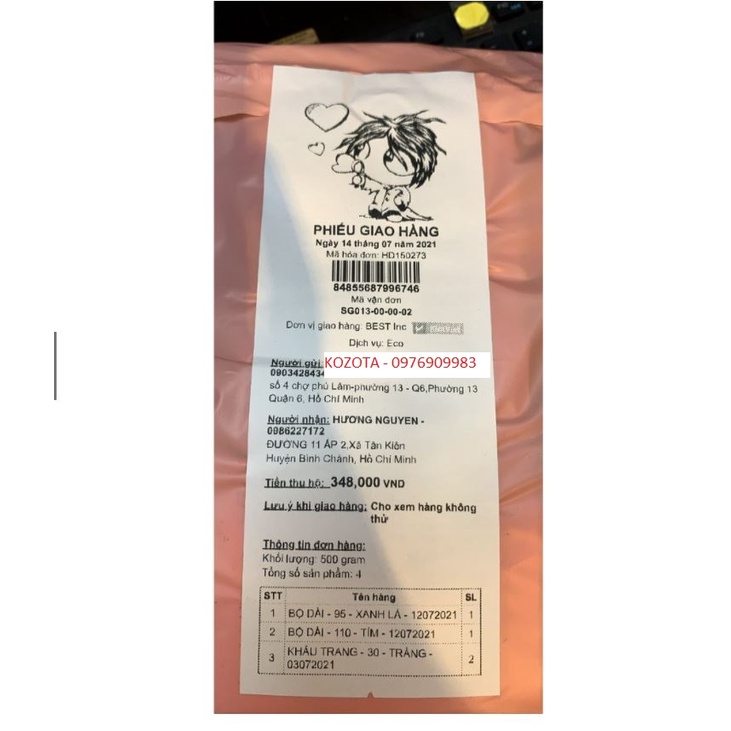 PHIẾU GIAO HÀNG
Ngày 14 tháng 07 năm 2021
Mã hóa đơn: HD150273
84855687996746
Mã vận đơn
SG013-00-00-02
Đơn vị giao hàng: BEST Inc
Dịch vụ: Eco
Người gửi: KOZOTA - 0976909983
090342843
số 4 chợ phú Lâm-phường 13 - Q6,Phường 13
Quận 6, Hồ Chí Minh
Người nhận: HƯƠNG NGUYEN -
0986227172
ĐƯỜNG 11 ÁP 2,Xã Tân Kiên
Huyện Bình Chánh, Hồ Chí Minh
Tiền thu hộ: 348,000 VND
Lưu ý khi giao hàng: Cho xem hàng không
thử
Thông tin đơn hàng:
Khối lượng: 500 gram
Tổng số sản phẩm: 4
STT Tên hàng SL
1 BỘ DÀI - 95 - XANH LÁ - 12072021 1
2 BỘ DÀI - 110 - TÍM - 12072021 1
3 KHẨU TRANG - 30 - TRẮNG - 2
03072021